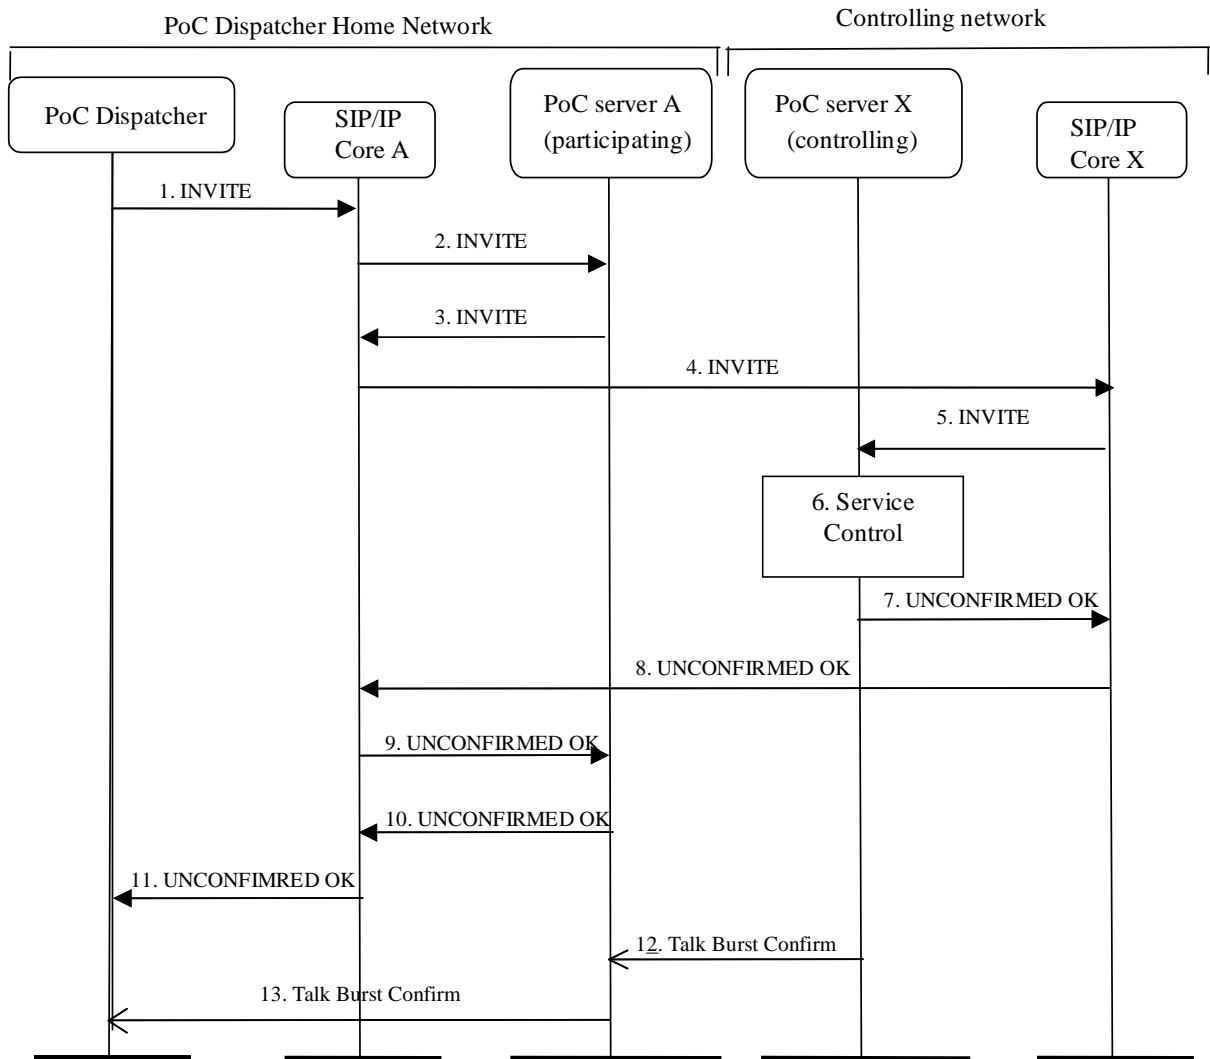 PoC Dispatcher Home Network
Controlling network
PoC Dispatcher
SIP/IP
Core A
PoC server A
(participating)
PoC server X
(controlling)
SIP/IP
Core X
1. INVITE
2. INVITE
3. INVITE
4. INVITE
5. INVITE
6. Service
Control
7. UNCONFIRMED OK
8. UNCONFIRMED OK
9. UNCONFIRMED OK
10. UNCONFIRMED OK
11. UNCONFIMRED OK
12. Talk Burst Confirm
13. Talk Burst Confirm